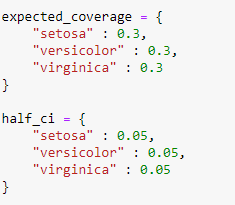 expected_coverage = {
    "setosa" : 0.3,
    "versicolor" : 0.3,
    "virginica" : 0.3
}

half_ci = {
    "setosa" : 0.05,
    "versicolor" : 0.05,
    "virginica" : 0.05
}